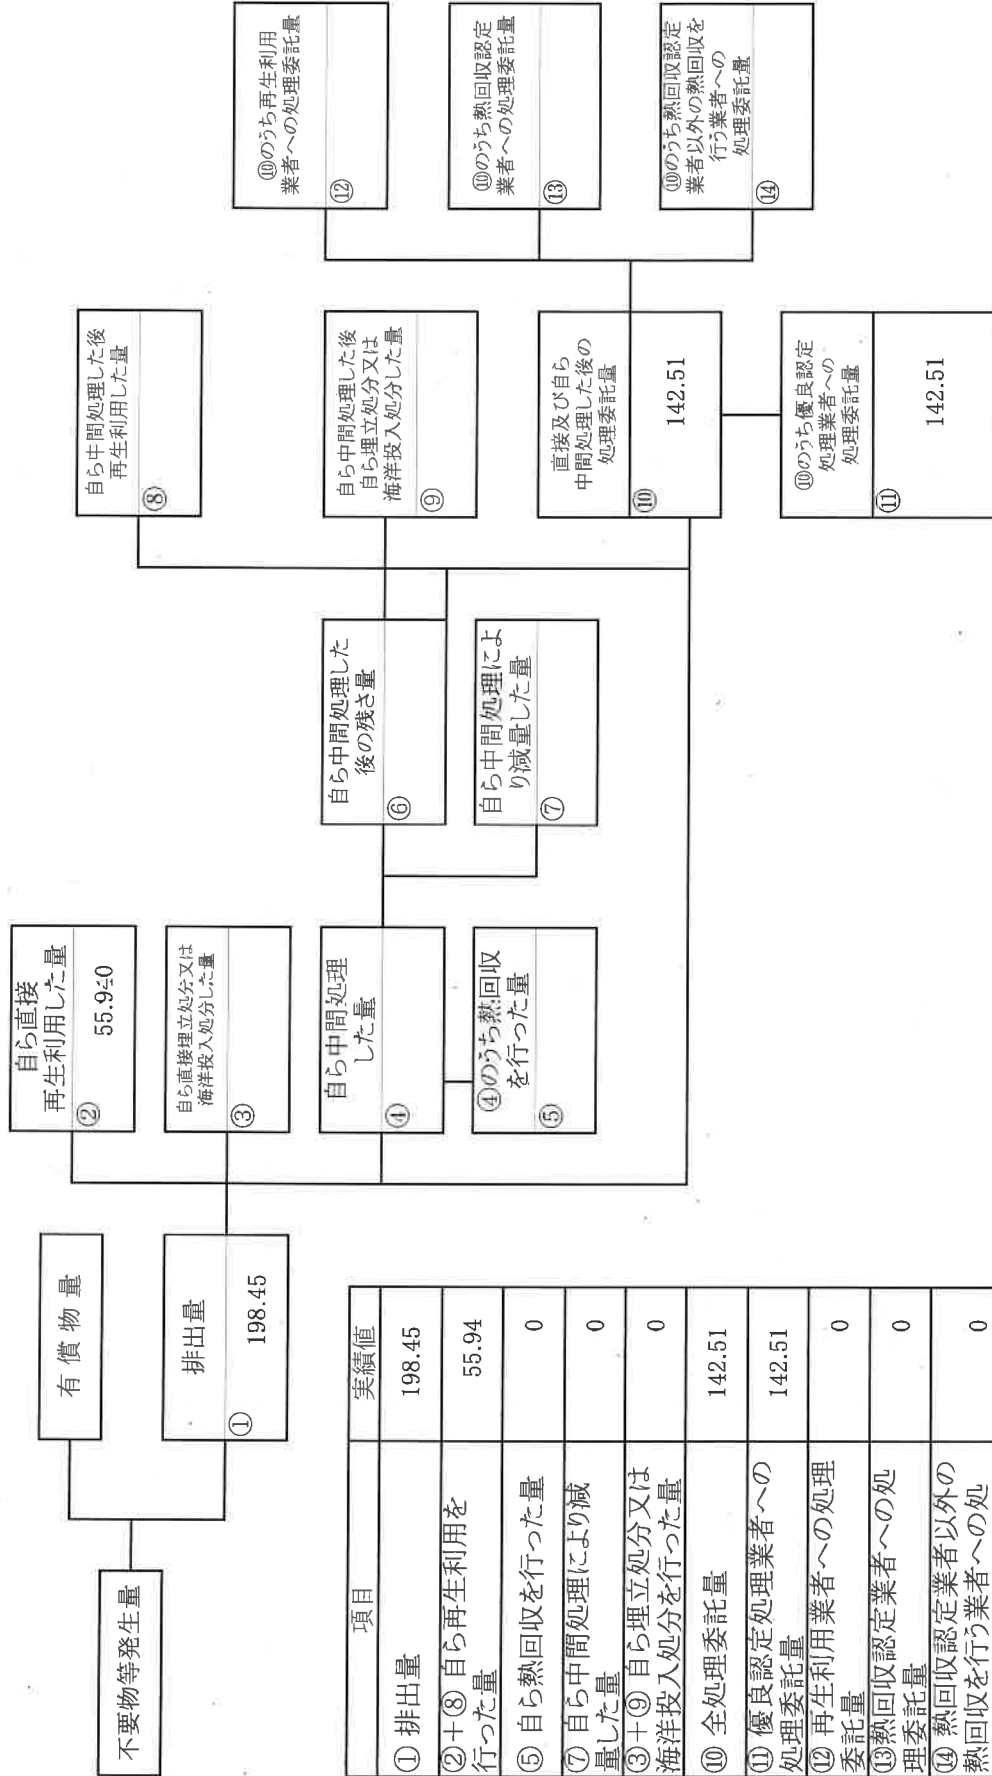 不要物等発生量
有償物量
排出量
①
198.45
自ら直接
再生利用した量
②
55.940
自ら直接埋立処分又は
海洋投入処分した量
③
自ら中間処理
した量
④
④のうち熱回収
を行った量
⑤
自ら中間処理した
後の残さ量
⑥
自ら中間処理によ
り減量した量
⑦
自ら中間処理した後
再生利用した量
⑧
自ら中間処理した後
自ら埋立処分又は
海洋投入処分した量
⑨
直接及び自ら
中間処理した後の
処理委託量
⑩
142.51
⑩のうち優良認定
処理業者への
処理委託量
⑪
142.51
⑩のうち再生利用
業者への処理委託量
⑫
⑩のうち熱回収認定
業者への処理委託量
⑬
⑩のうち熱回収認定
業者以外の熱回収を
行う業者への
処理委託量
⑭
項目 実績値
①排出量 198.45
②+⑧ 自ら再生利用を
行った量 55.94
⑤ 自ら熱回収を行った量 0
⑦ 自ら中間処理により減
量した量 0
③+⑨ 自ら埋立処分又は
海洋投入処分を行った量 0
⑩ 全処理委託量 142.51
⑪ 優良認定処理業者への
処理委託量 142.51
⑫ 再生利用業者への処理
委託量 0
⑬熱回収認定業者への処
理委託量 0
⑭ 熱回収認定業者以外の
熱回収を行う業者への処 0